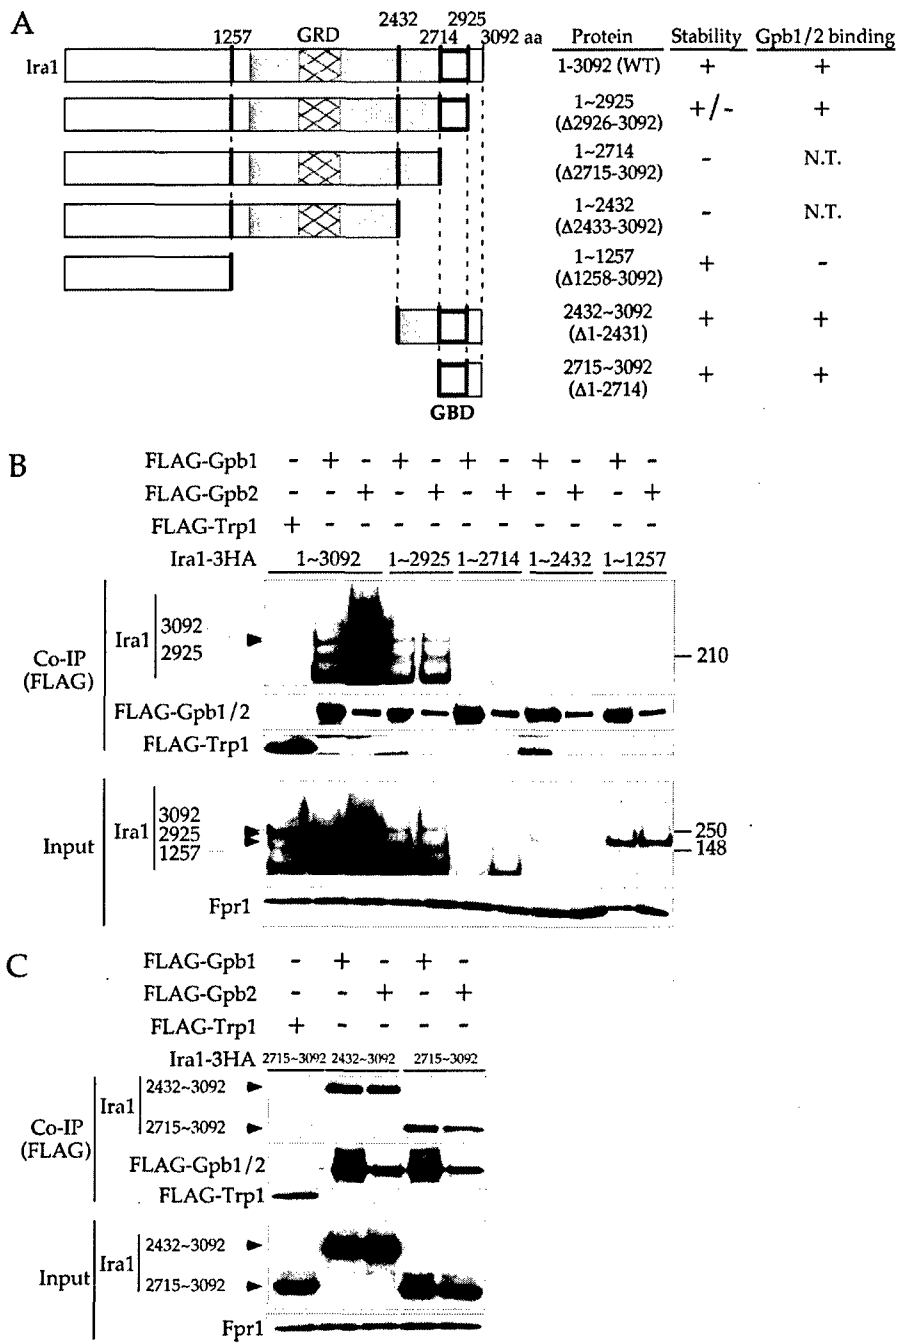 A
1257
GRD
2432
2714
2925
3092 aa
Protein
Stability
Gpb1/2 binding
Ira1
1-3092 (WT)
+
+
1~2925
(Δ2926-3092)
+/-
+
1~2714
(Δ2715-3092)
-
N.T.
1~2432
(Δ2433-3092)
-
N.T.
1~1257
(Δ1258-3092)
+
-
2432~3092
(Δ1-2431)
+
+
2715~3092
(Δ1-2714)
+
+
GBD
B
FLAG-Gpb1 - + - + - + - + - + -
FLAG-Gpb2 - - + - + - + - + - +
FLAG-Trp1 + - - - - - - - - - -
Ira1-3HA 1~3092 1~2925 1~2714 1~2432 1~1257
Co-IP
(FLAG)
Ira1
3092
2925
210
FLAG-Gpb1/2
FLAG-Trp1
Input
Ira1
3092
2925
1257
250
148
Fpr1
C
FLAG-Gpb1 - + - + -
FLAG-Gpb2 - - + - +
FLAG-Trp1 + - - - -
Ira1-3HA 2715~3092 2432~3092 2715~3092
Co-IP
(FLAG)
Ira1
2432~3092
2715~3092
FLAG-Gpb1/2
FLAG-Trp1
Input
Ira1
2432~3092
2715~3092
Fpr1